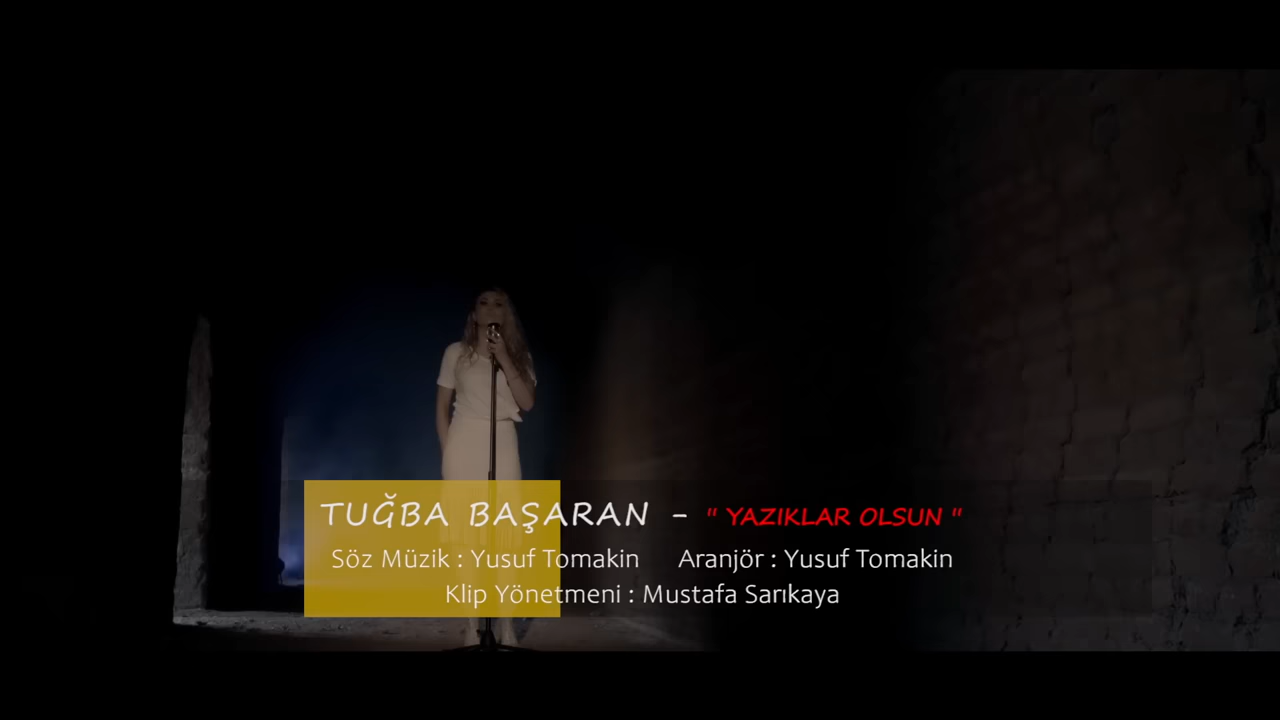 TUĞBA BAŞARAN - " YAZIKLAR OLSUN "
Söz Müzik : Yusuf Tomakin Aranjör : Yusuf Tomakin
Klip Yönetmeni : Mustafa Sarıkaya